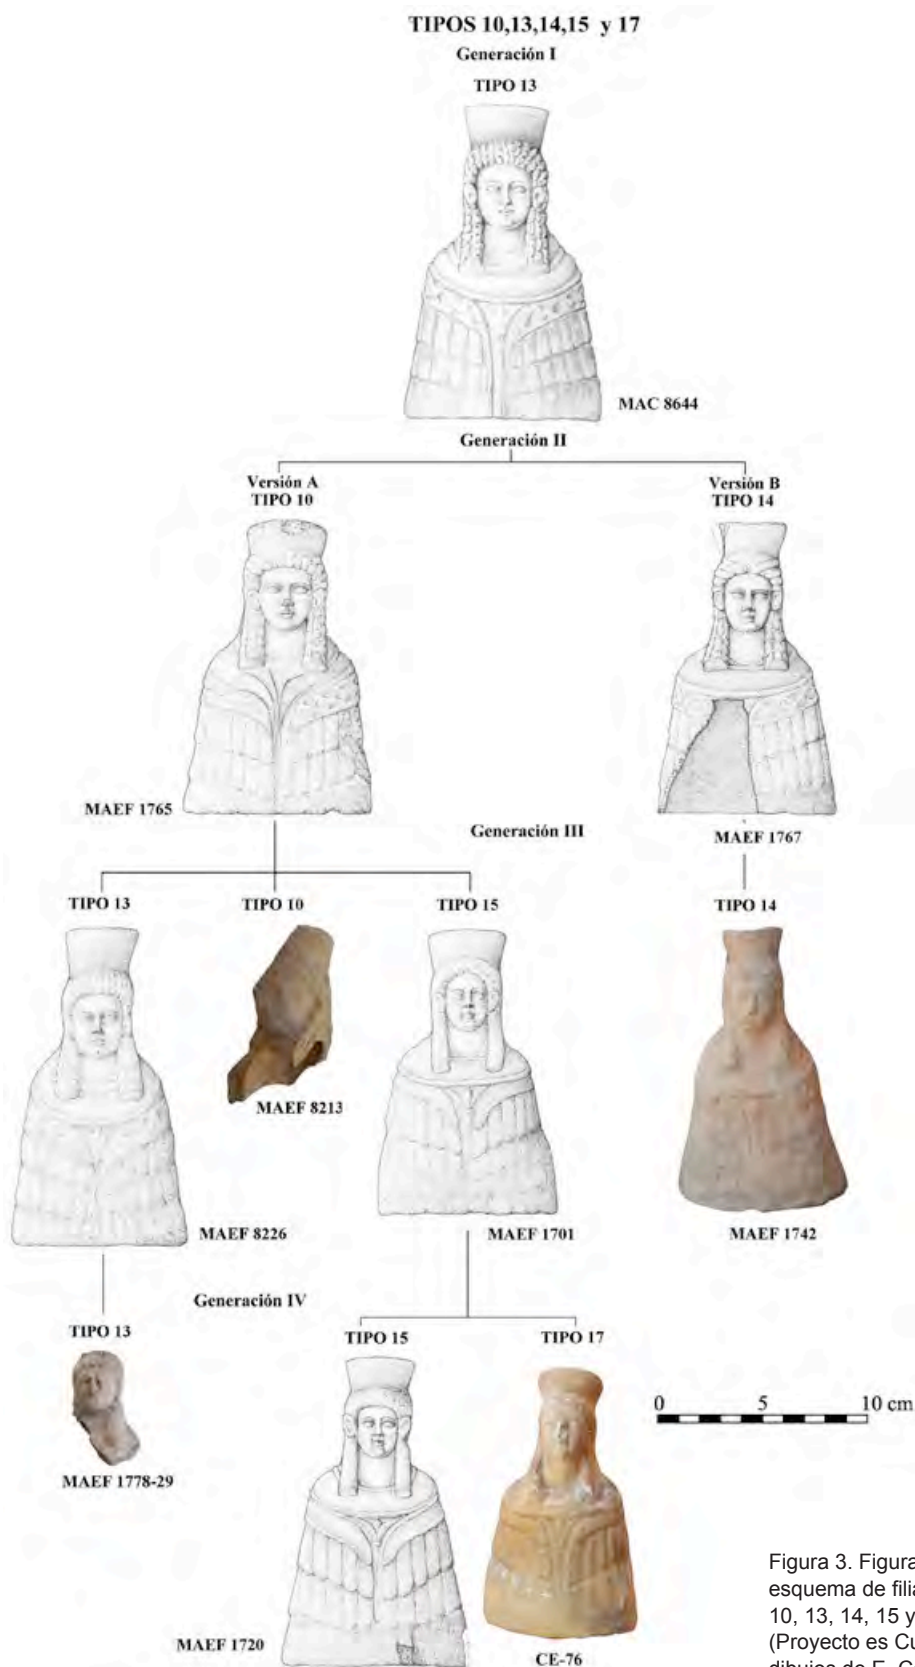 TIPOS 10,13,14,15 y 17
Generación I
TIPO 13
MAC 8644
Generación II
Versión A
TIPO 10
Versión B
TIPO 14
MAEF 1765
MAEF 1767
Generación III
TIPO 13
TIPO 10
TIPO 15
TIPO 14
MAEF 8213
MAEF 8226
MAEF 1701
MAEF 1742
Generación IV
TIPO 13
TIPO 15
TIPO 17
0 5 10 cm
MAEF 1778-29
MAEF 1720
CE-76
Figura 3. Figura
esquema de filia
10, 13, 14, 15 y
(Proyecto es Cu
dibujos de E. C